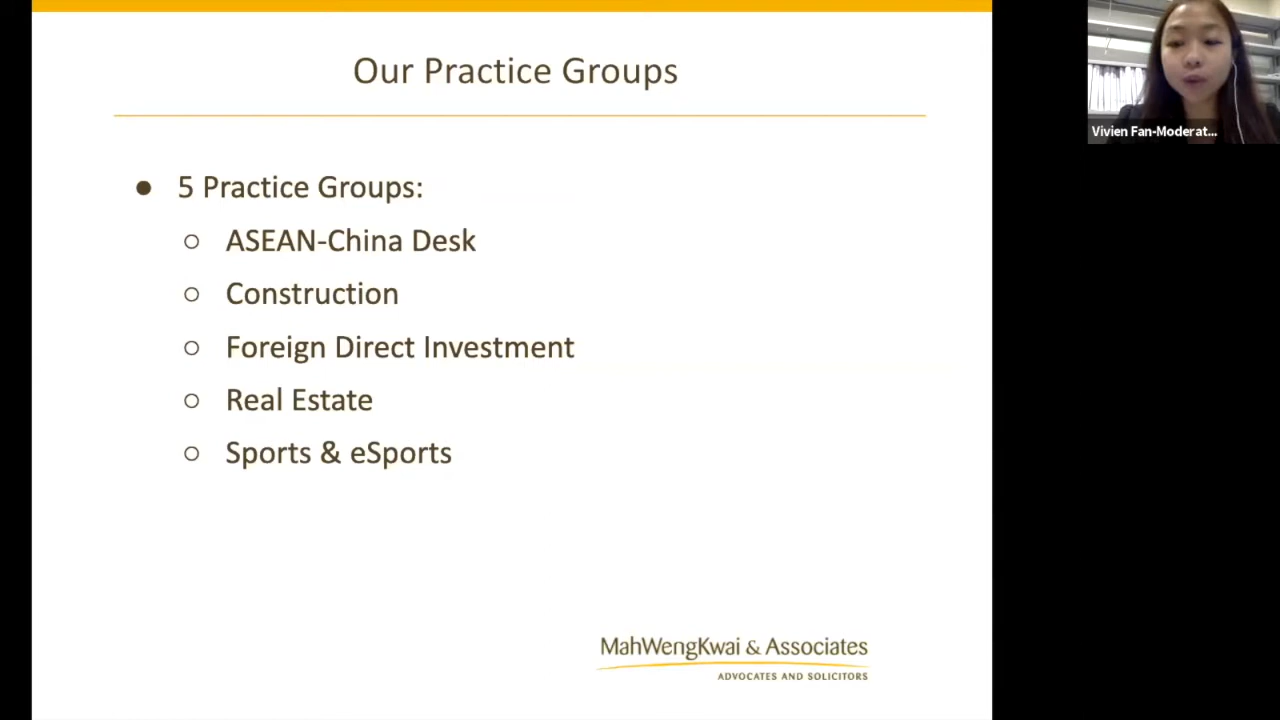 Our Practice Groups
● 5 Practice Groups:
○ ASEAN-China Desk
○ Construction
○ Foreign Direct Investment
○ Real Estate
○ Sports & eSports
MahWengKwai & Associates
ADVOCATES AND SOLICITORS
Vivien Fan-Moderat...